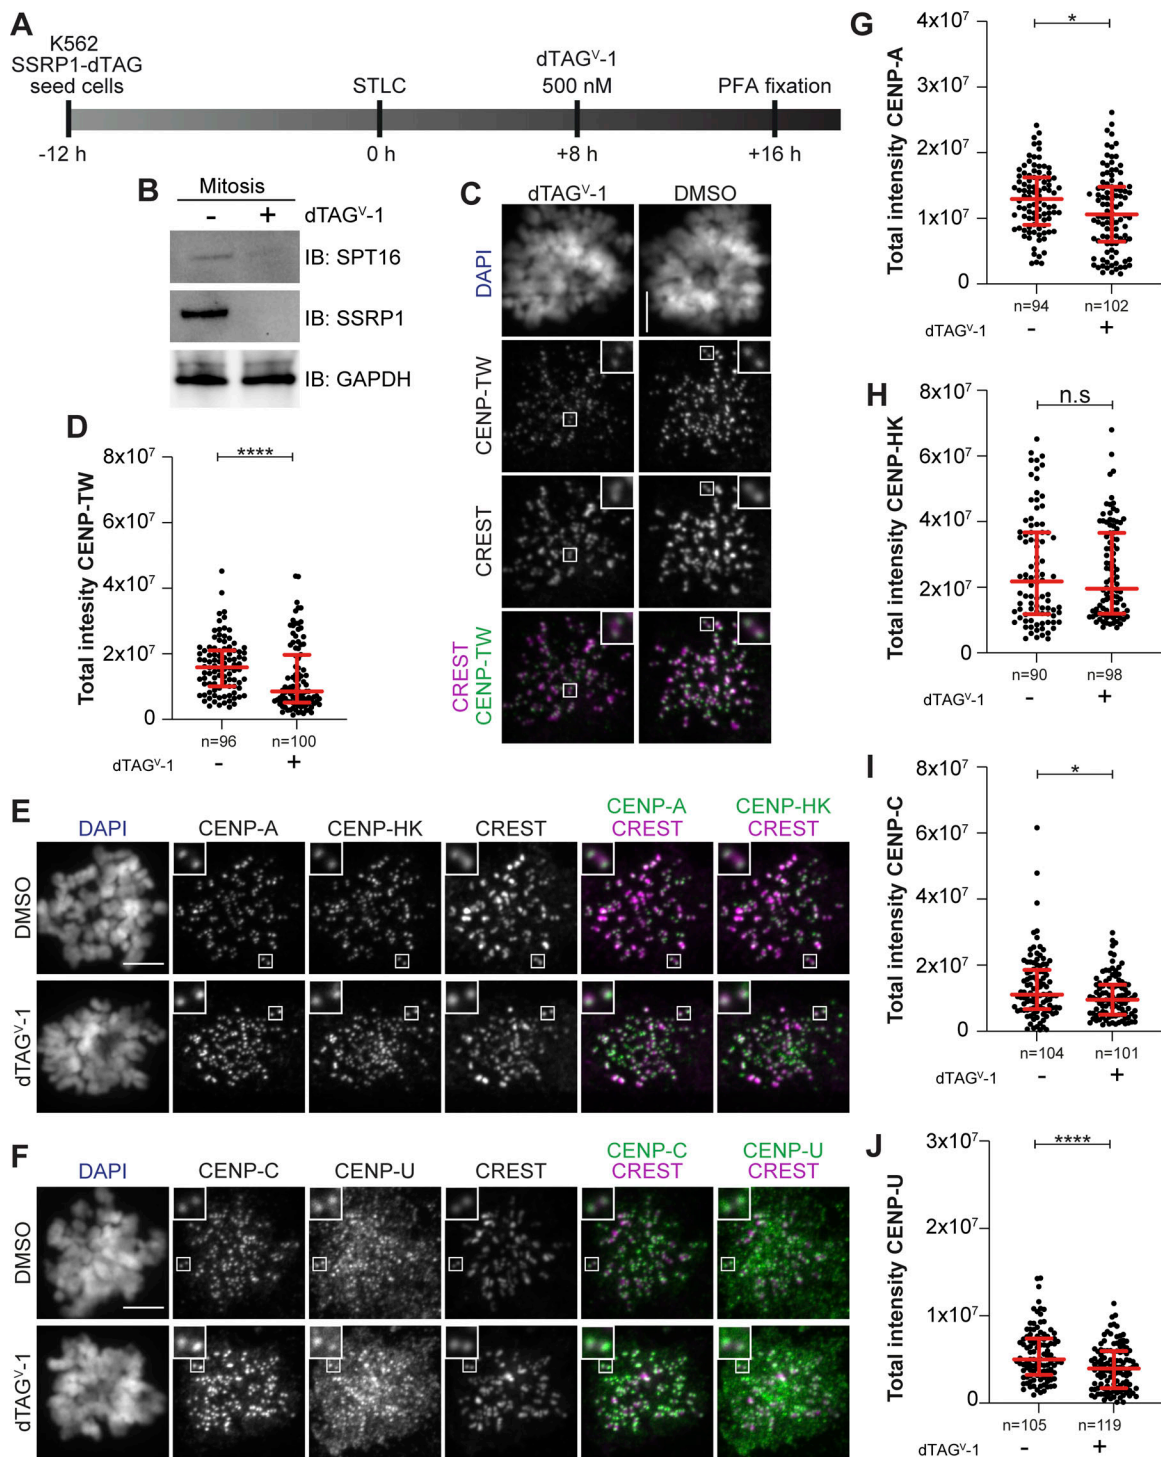 A
K562
SSRP1-dTAG
seed cells
STLC
dTAGⱽ-1
500 nM
PFA fixation
-12 h
0 h
+8 h
+16 h
B
Mitosis
- + dTAGⱽ-1
IB: SPT16
IB: SSRP1
IB: GAPDH
C
dTAGⱽ-1 DMSO
DAPI
CENP-TW
CREST
CREST
CENP-TW
D
Total intesity CENP-TW
****
8x10⁷
6x10⁷
4x10⁷
2x10⁷
0
n=96 n=100
dTAGⱽ-1 - +
E
DAPI CENP-A CENP-HK CREST CENP-A CENP-HK
CREST CREST
DMSO
dTAGⱽ-1
F
DAPI CENP-C CENP-U CREST CENP-C CENP-U
CREST CREST
DMSO
dTAGⱽ-1
G
Total intensity CENP-A
*
4x10⁷
3x10⁷
2x10⁷
1x10⁷
0
n=94 n=102
dTAGⱽ-1 - +
H
Total intensity CENP-HK
n.s
8x10⁷
6x10⁷
4x10⁷
2x10⁷
0
n=90 n=98
dTAGⱽ-1 - +
I
Total intensity CENP-C
*
8x10⁷
6x10⁷
4x10⁷
2x10⁷
0
n=104 n=101
dTAGⱽ-1 - +
J
Total intensity CENP-U
****
3x10⁷
2x10⁷
1x10⁷
0
n=105 n=119
dTAGⱽ-1 - +